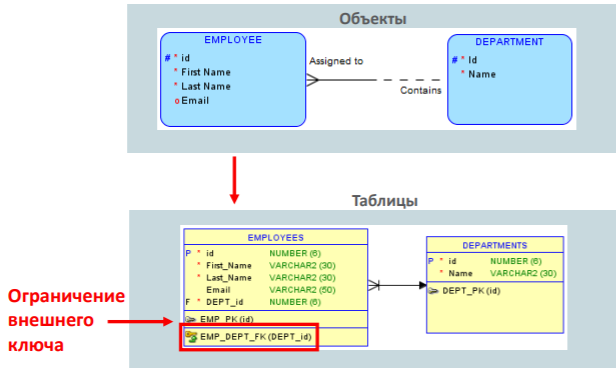 Объекты
EMPLOYEE
# * id
* First Name
* Last Name
o Email
Assigned to
Contains
DEPARTMENT
# * Id
* Name
Таблицы
EMPLOYEES
P * id NUMBER (6)
* First_Name VARCHAR2 (30)
* Last_Name VARCHAR2 (30)
Email VARCHAR2 (50)
F * DEPT_id NUMBER (6)
EMP_PK (id)
EMP_DEPT_FK (DEPT_id)
DEPARTMENTS
P * id NUMBER (6)
* Name VARCHAR2 (30)
DEPT_PK (id)
Ограничение
внешнего
ключа